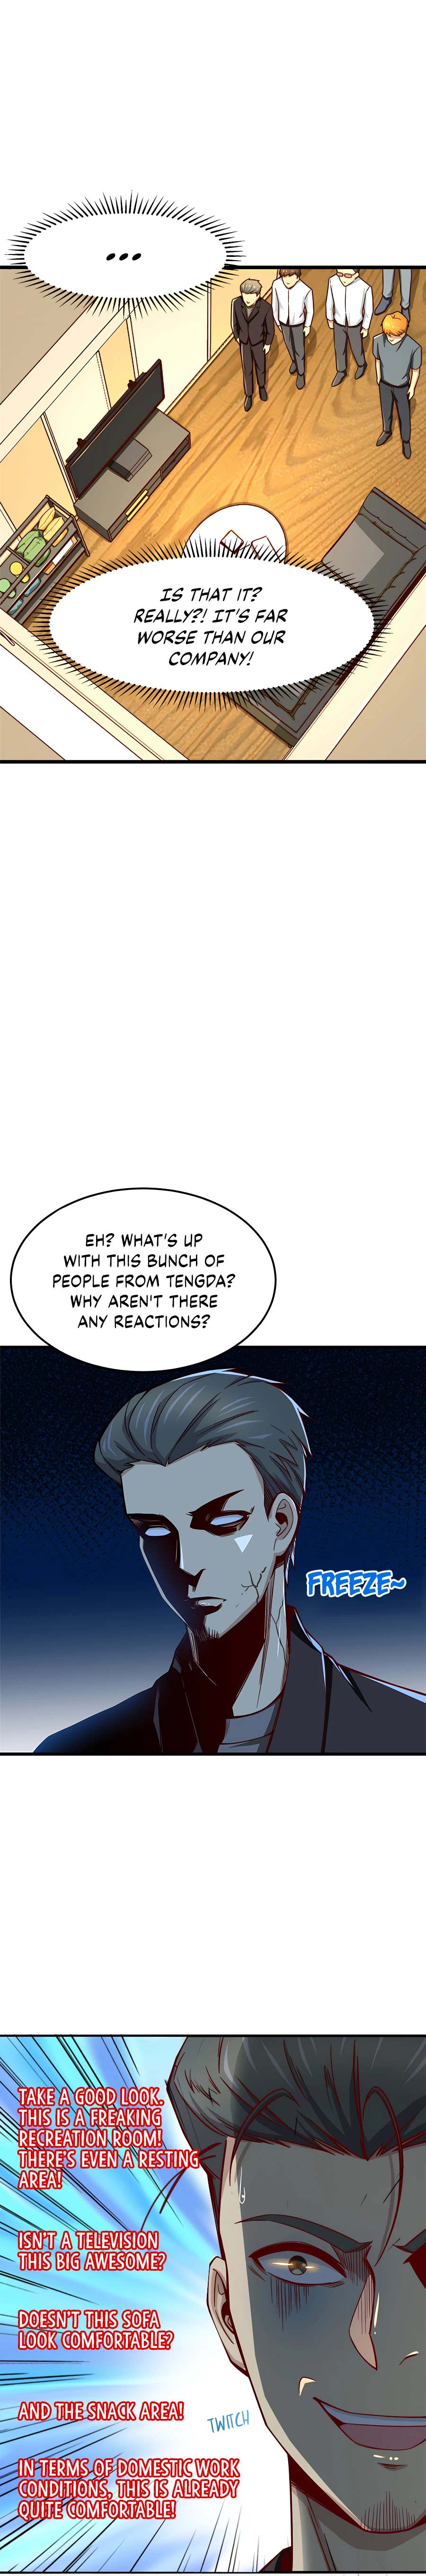 ...
IS THAT IT?
REALLY?! IT'S FAR
WORSE THAN OUR
COMPANY!
EH? WHAT'S UP
WITH THIS BUNCH OF
PEOPLE FROM TENGDA?
WHY AREN'T THERE
ANY REACTIONS?
FREEZE~
TAKE A GOOD LOOK.
THIS IS A FREAKING
RECREATION ROOM!
THERE'S EVEN A RESTING
AREA!
ISN'T A TELEVISION
THIS BIG AWESOME?
DOESN'T THIS SOFA
LOOK COMFORTABLE?
AND THE SNACK AREA!
TWITCH
IN TERMS OF DOMESTIC WORK
CONDITIONS, THIS IS ALREADY
QUITE COMFORTABLE!